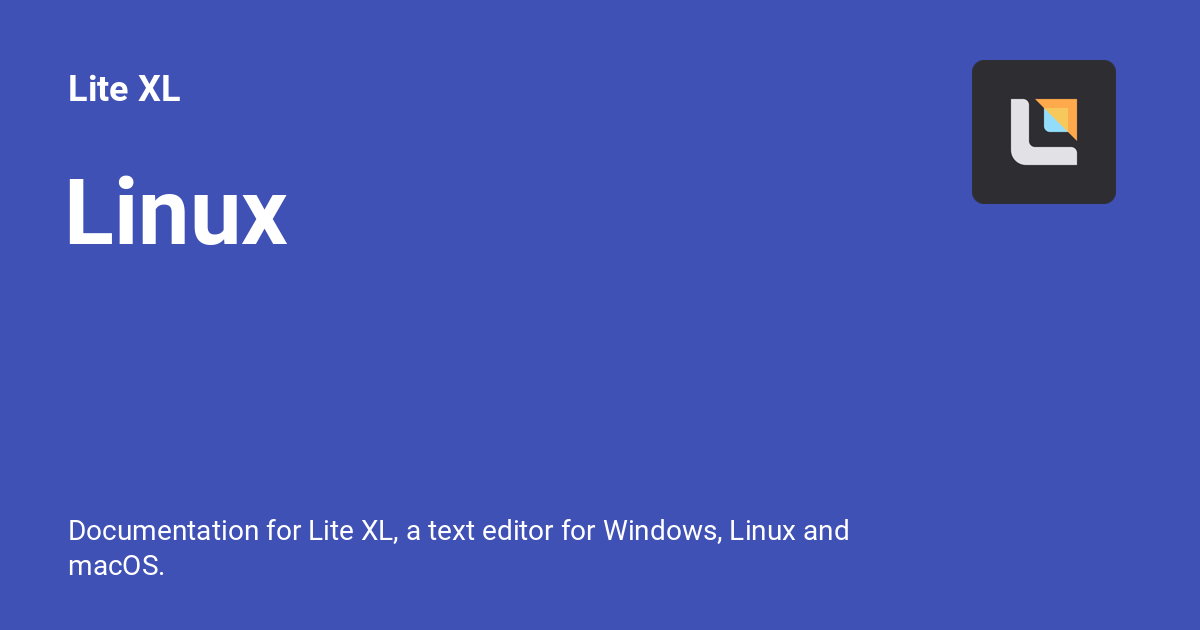 Lite XL
Linux
Documentation for Lite XL, a text editor for Windows, Linux and
macOS.